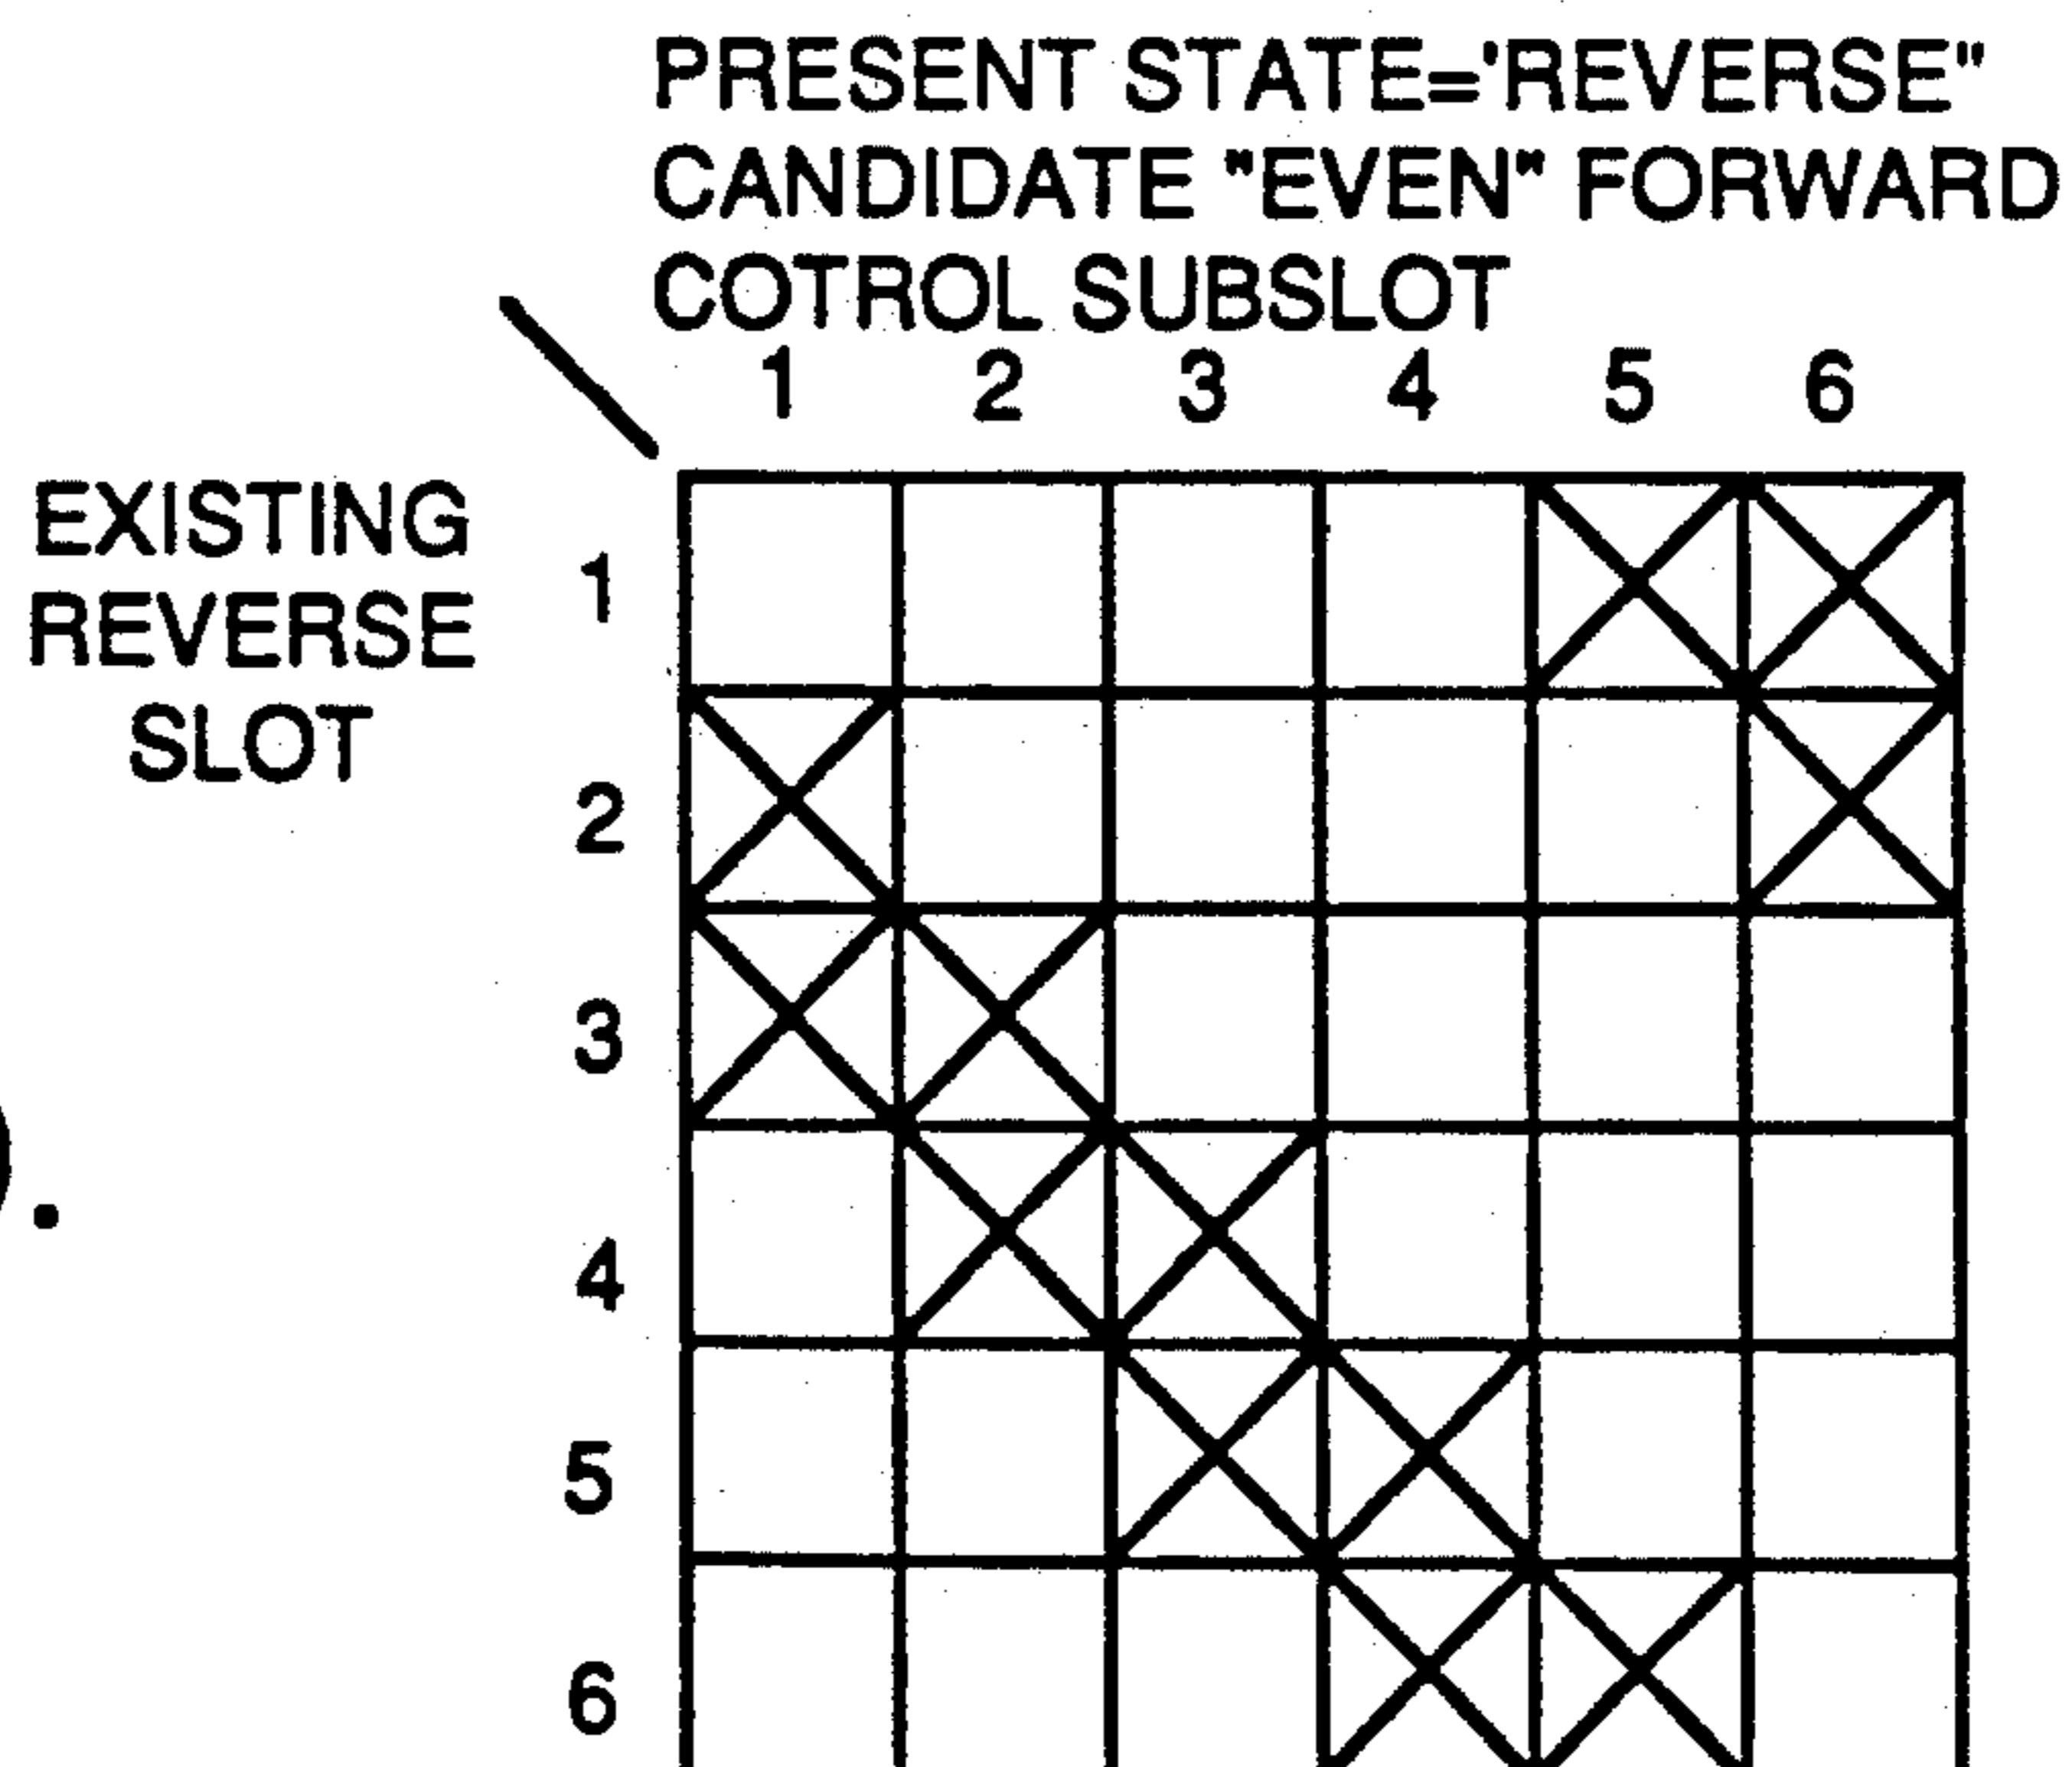 PRESENT STATE='REVERSE"
CANDIDATE "EVEN" FORWARD
COTROL SUBSLOT
1 2 3 4 5 6
EXISTING
REVERSE
SLOT
1
2
3
4
5
6